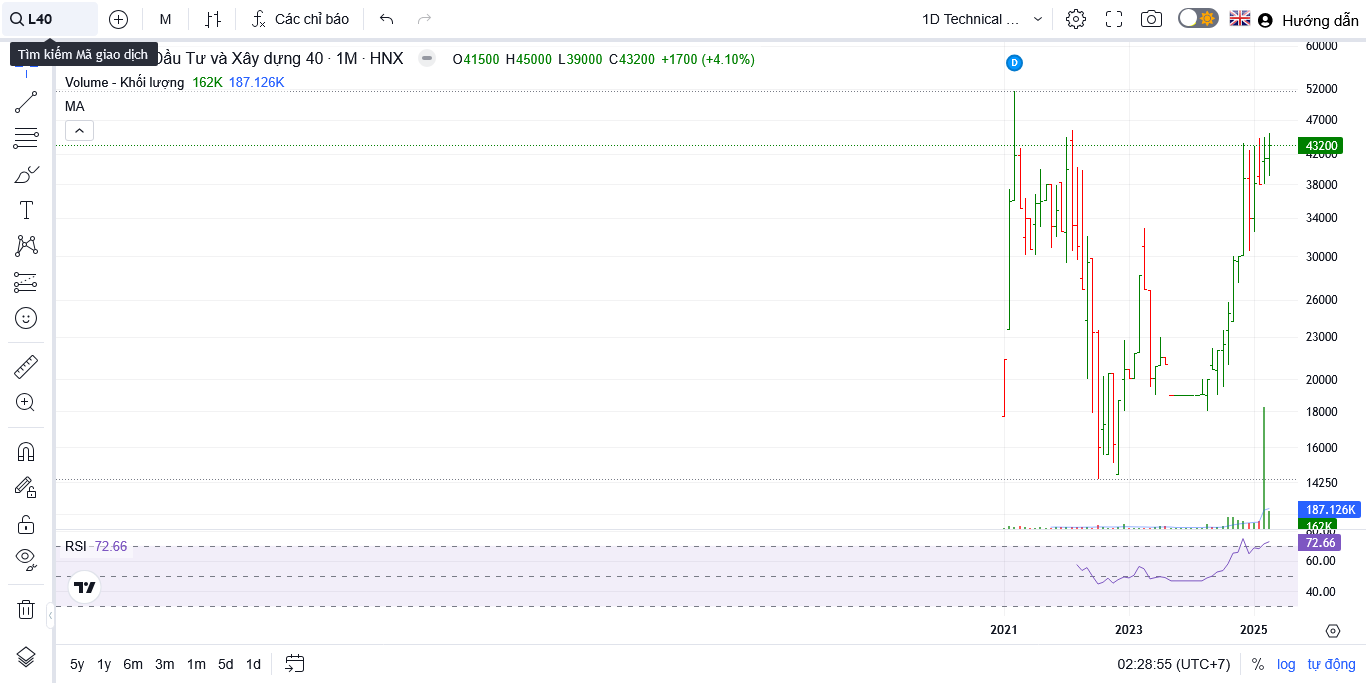 L40
M
Các chỉ báo
1D Technical ...
Hướng dẫn
Tìm kiếm Mã giao dịch
Đầu Tư và Xây dựng 40 · 1M · HNX
O41500 H45000 L39000 C43200 +1700 (+4.10%)
Volume - Khối lượng 162K 187.126K
MA
D
60000
52000
47000
43200
42000
38000
34000
30000
26000
23000
20000
18000
16000
14250
187.126K
162K
80.00
RSI 72.66
72.66
60.00
40.00
2021 2023 2025
5y 1y 6m 3m 1m 5d 1d
02:28:55 (UTC+7) % log tự động